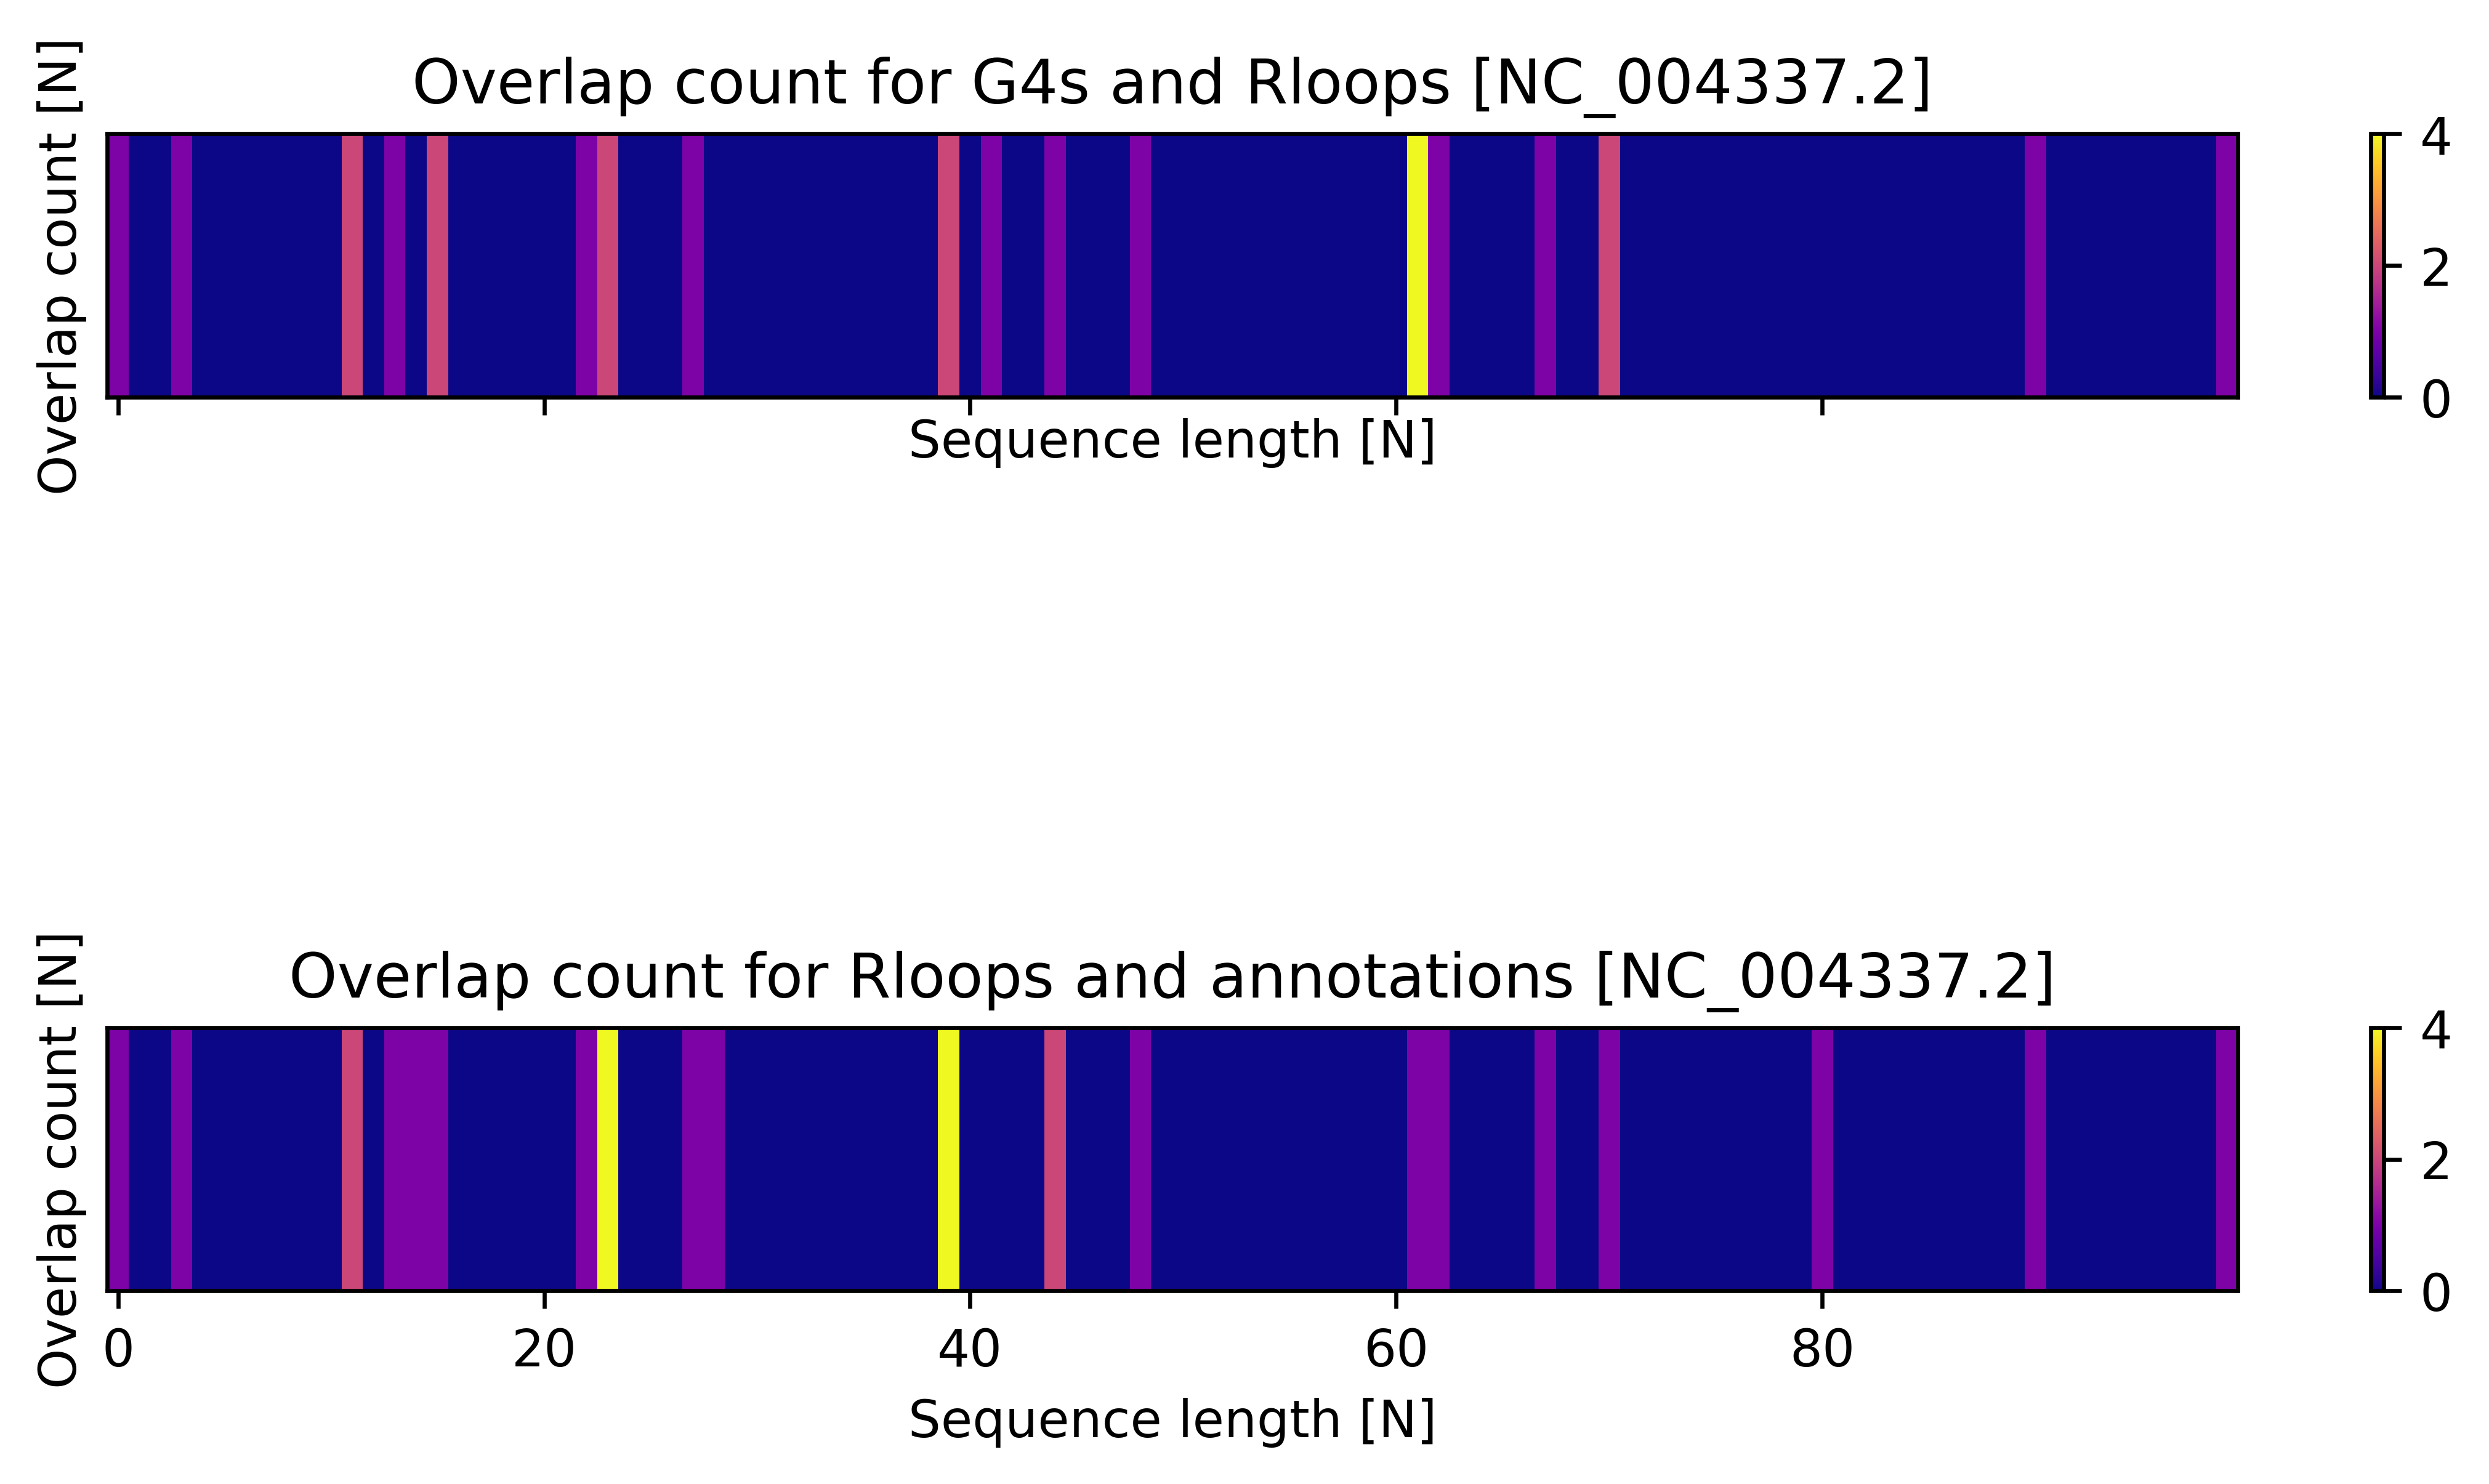 Overlap count for G4s and Rloops [NC_004337.2]
Overlap count [N]
4
2
0
Sequence length [N]
Overlap count for Rloops and annotations [NC_004337.2]
Overlap count [N]
4
2
0
0 20 40 60 80
Sequence length [N]